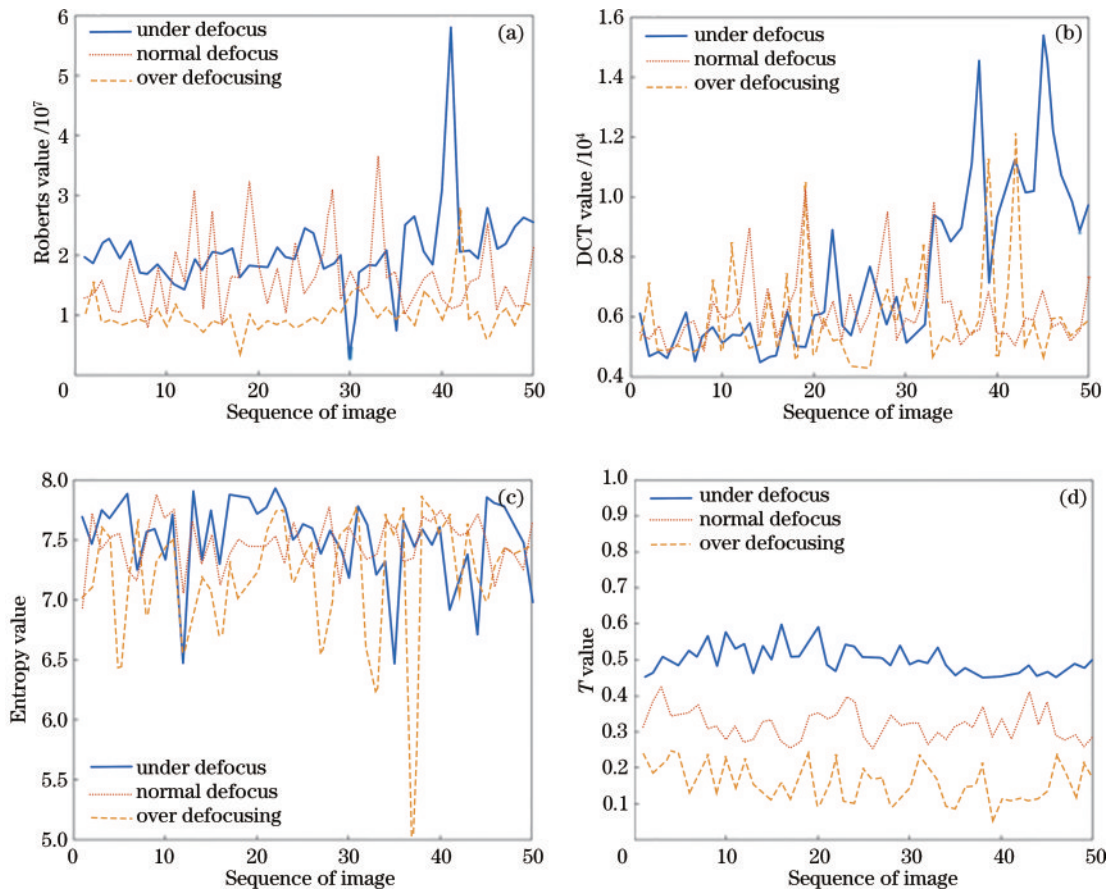 (a)
under defocus
normal defocus
over defocusing
Roberts value /10⁷
6
5
4
3
2
1
0
10
20
30
40
50
Sequence of image
(b)
under defocus
normal defocus
over defocusing
DCT value /10⁴
1.6
1.4
1.2
1.0
0.8
0.6
0.4
0
10
20
30
40
50
Sequence of image
(c)
Entropy value
8.0
7.5
7.0
6.5
6.0
5.5
5.0
under defocus
normal defocus
over defocusing
0
10
20
30
40
50
Sequence of image
(d)
under defocus
normal defocus
over defocusing
T value
1.0
0.9
0.8
0.7
0.6
0.5
0.4
0.3
0.2
0.1
0
10
20
30
40
50
Sequence of image